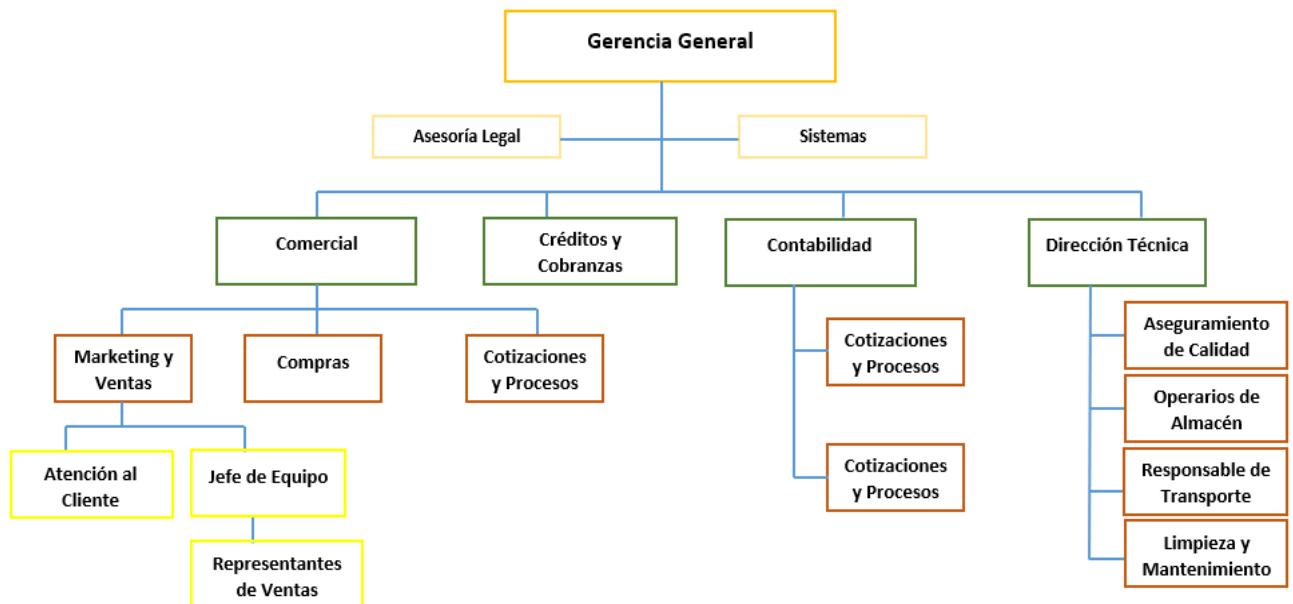 Gerencia General
Asesoría Legal
Sistemas
Comercial
Créditos y
Cobranzas
Contabilidad
Dirección Técnica
Marketing y
Ventas
Compras
Cotizaciones
y Procesos
Cotizaciones
y Procesos
Cotizaciones
y Procesos
Aseguramiento
de Calidad
Operarios de
Almacén
Responsable de
Transporte
Limpieza y
Mantenimiento
Atención al
Cliente
Jefe de Equipo
Representantes
de Ventas